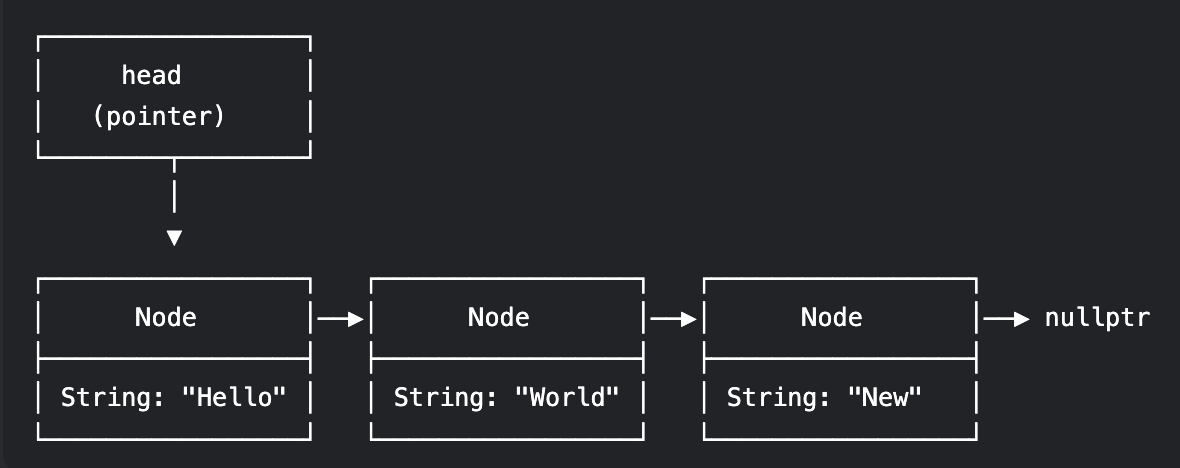 head
(pointer)
Node Node Node nullptr
String: "Hello" String: "World" String: "New"